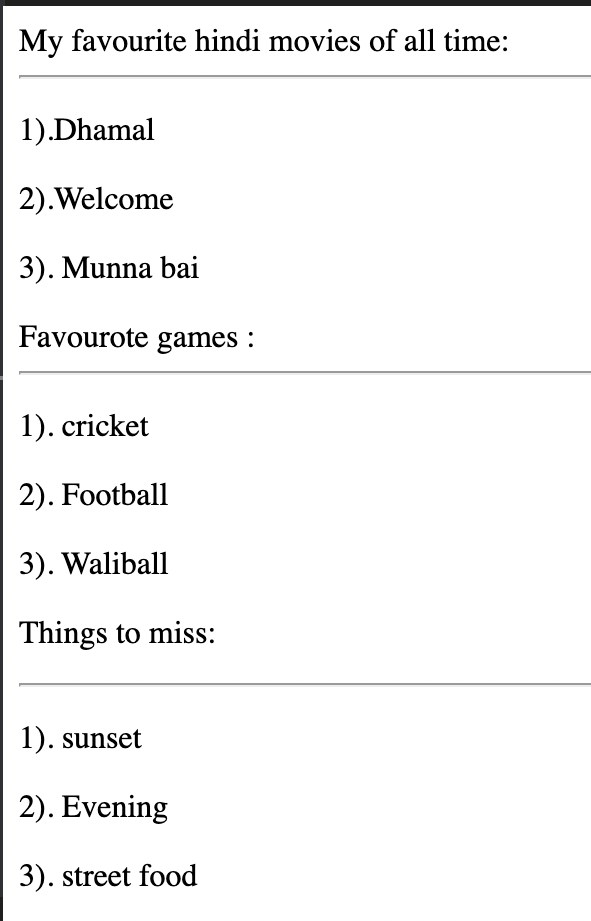 My favourite hindi movies of all time:
1).Dhamal
2).Welcome
3). Munna bai
Favourote games :
1). cricket
2). Football
3). Waliball
Things to miss:
1). sunset
2). Evening
3). street food